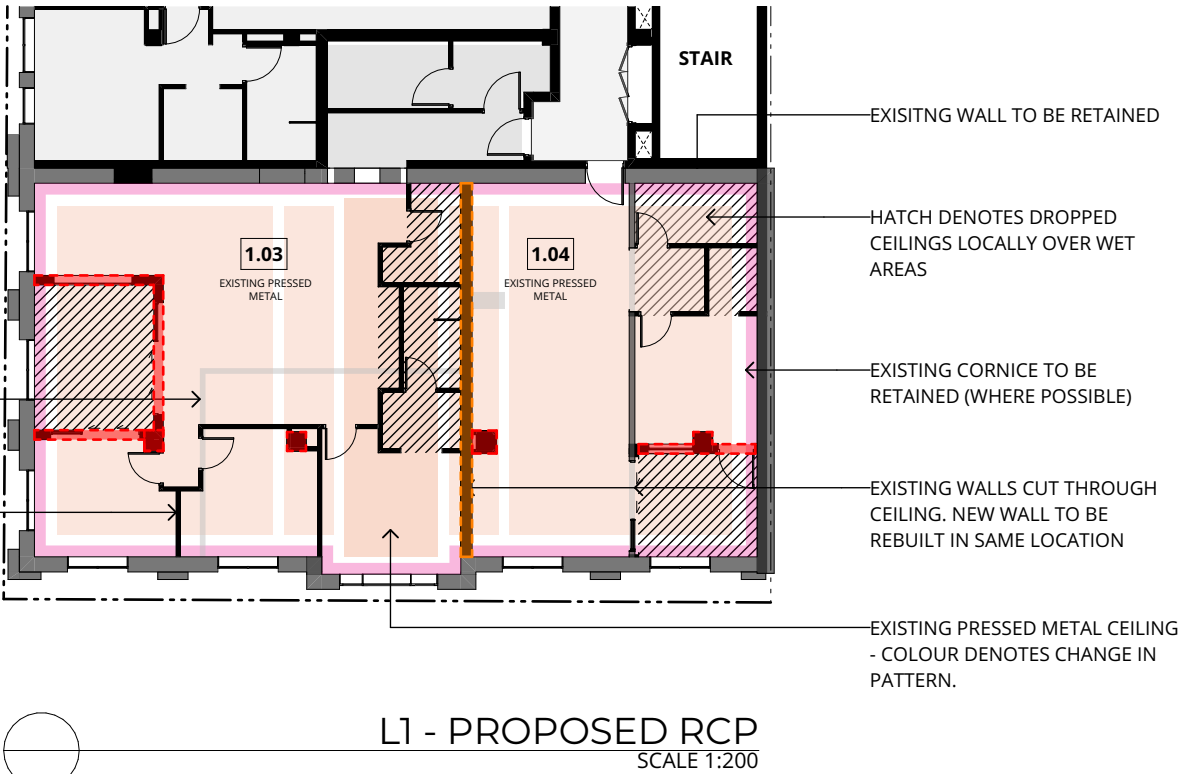 STAIR
EXISITNG WALL TO BE RETAINED
HATCH DENOTES DROPPED
CEILINGS LOCALLY OVER WET
AREAS
1.03
EXISTING PRESSED
METAL
1.04
EXISTING PRESSED
METAL
EXISTING CORNICE TO BE
RETAINED (WHERE POSSIBLE)
EXISTING WALLS CUT THROUGH
CEILING. NEW WALL TO BE
REBUILT IN SAME LOCATION
EXISTING PRESSED METAL CEILING
- COLOUR DENOTES CHANGE IN
PATTERN.
L1 - PROPOSED RCP
SCALE 1:200